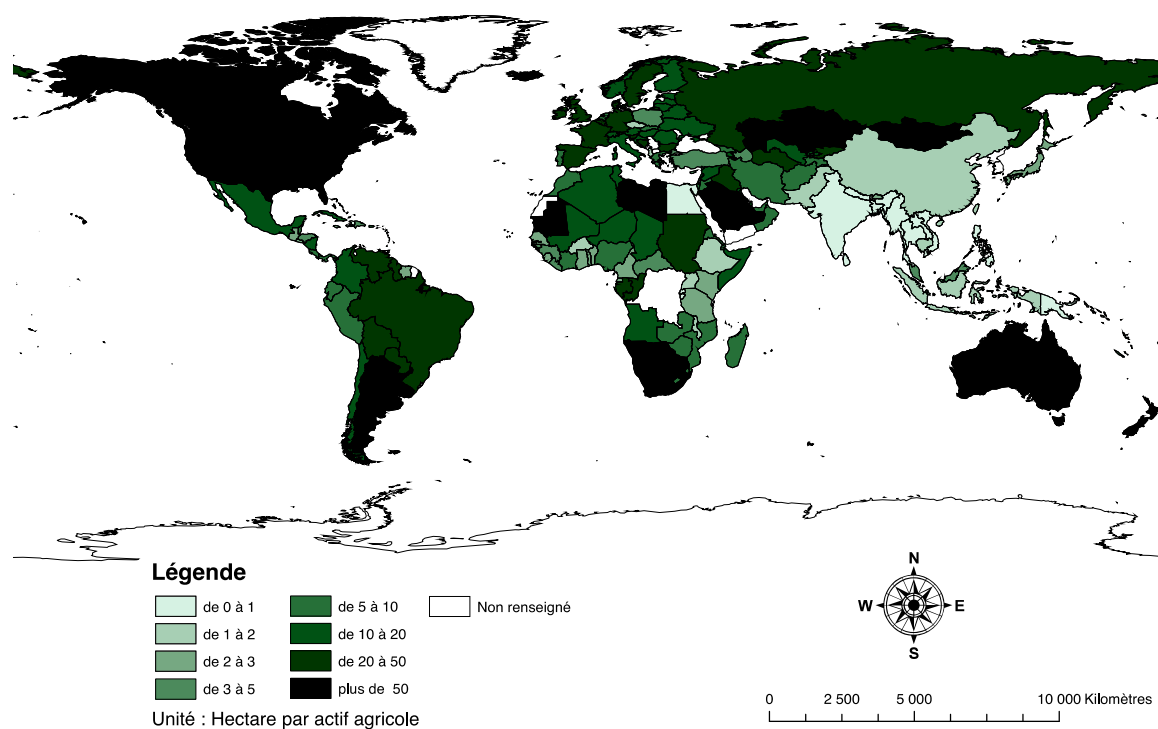 Légende
de 0 à 1
de 1 à 2
de 2 à 3
de 3 à 5
de 5 à 10
de 10 à 20
de 20 à 50
plus de 50
Non renseigné
Unité : Hectare par actif agricole
N
W
E
S
0 2 500 5 000 10 000 Kilomètres